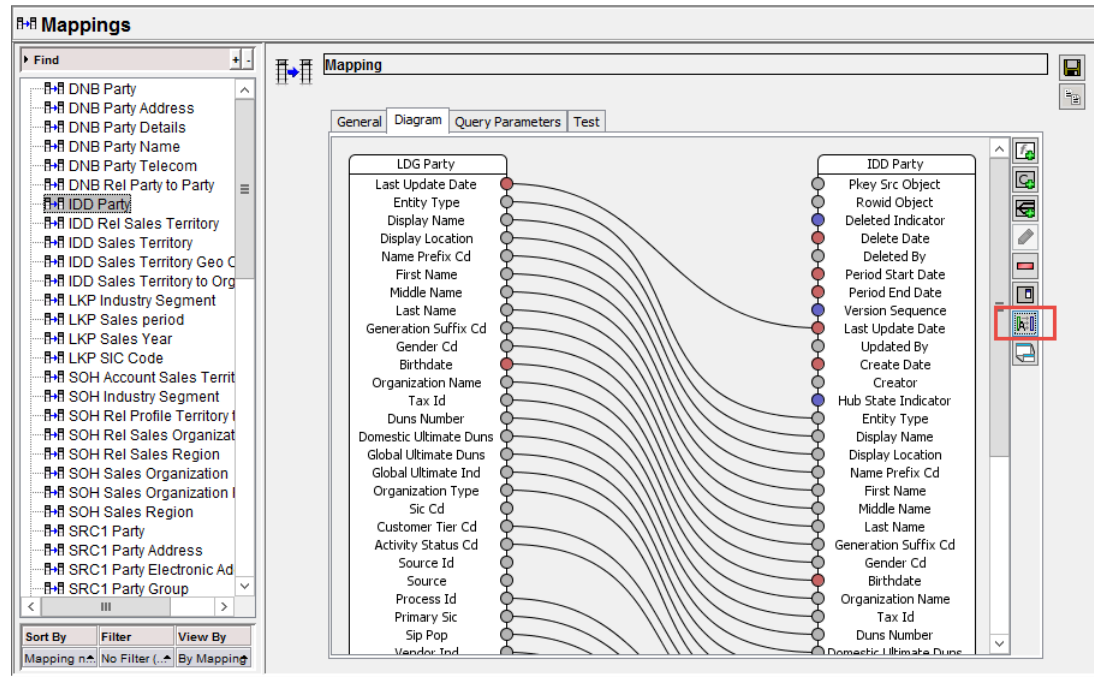 Mappings
Find
+ -
DNB Party
DNB Party Address
DNB Party Details
DNB Party Name
DNB Party Telecom
DNB Rel Party to Party
IDD Party
IDD Rel Sales Territory
IDD Sales Territory
IDD Sales Territory Geo C
IDD Sales Territory to Org
LKP Industry Segment
LKP Sales period
LKP Sales Year
LKP SIC Code
SOH Account Sales Territ
SOH Industry Segment
SOH Rel Profile Territory t
SOH Rel Sales Organizat
SOH Rel Sales Region
SOH Sales Organization
SOH Sales Organization I
SOH Sales Region
SRC1 Party
SRC1 Party Address
SRC1 Party Electronic Ad
SRC1 Party Group
Sort By Filter View By
Mapping n... No Filter (... By Mapping
Mapping
General Diagram Query Parameters Test
LDG Party
Last Update Date
Entity Type
Display Name
Display Location
Name Prefix Cd
First Name
Middle Name
Last Name
Generation Suffix Cd
Gender Cd
Birthdate
Organization Name
Tax Id
Duns Number
Domestic Ultimate Duns
Global Ultimate Duns
Global Ultimate Ind
Organization Type
Sic Cd
Customer Tier Cd
Activity Status Cd
Source Id
Source
Process Id
Primary Sic
Sip Pop
Vendor Ind
IDD Party
Pkey Src Object
Rowid Object
Deleted Indicator
Delete Date
Deleted By
Period Start Date
Period End Date
Version Sequence
Last Update Date
Updated By
Create Date
Creator
Hub State Indicator
Entity Type
Display Name
Display Location
Name Prefix Cd
First Name
Middle Name
Last Name
Generation Suffix Cd
Gender Cd
Birthdate
Organization Name
Tax Id
Duns Number
Domestic Ultimate Duns